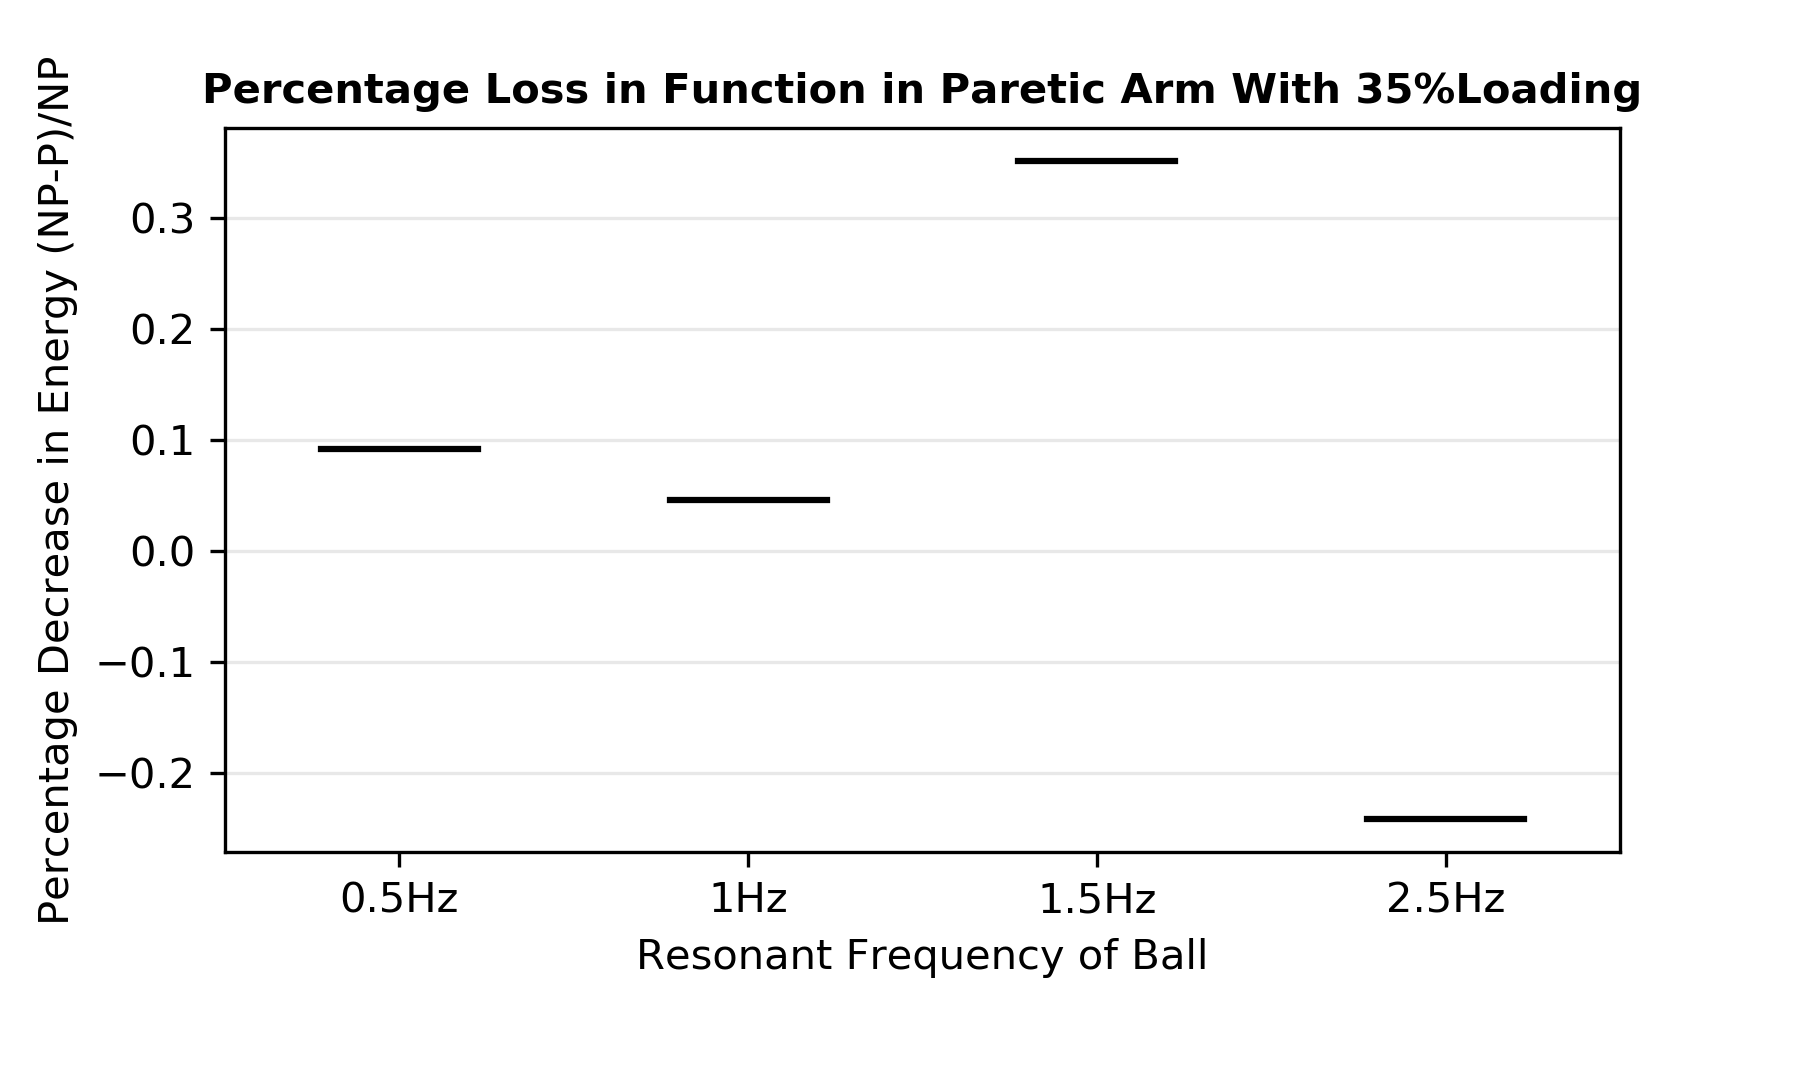 Percentage Loss in Function in Paretic Arm With 35%Loading
Percentage Decrease in Energy (NP-P)/NP
0.3
0.2
0.1
0.0
−0.1
−0.2
0.5Hz 1Hz 1.5Hz 2.5Hz
Resonant Frequency of Ball